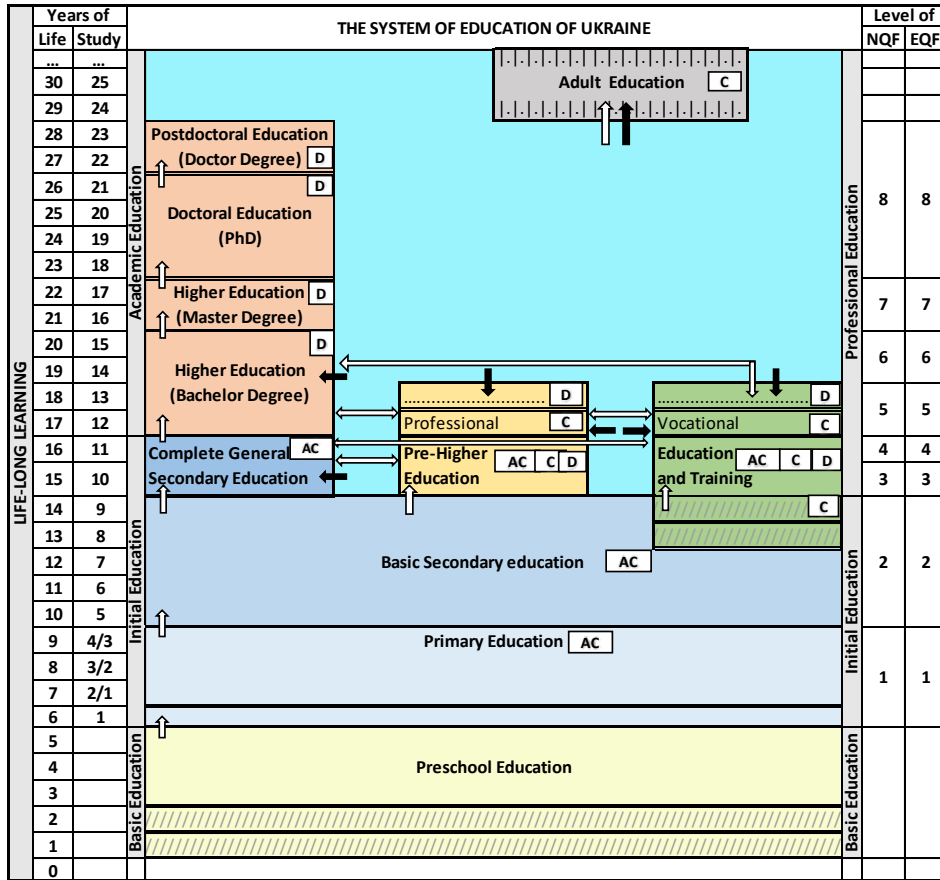 Years of
THE SYSTEM OF EDUCATION OF UKRAINE
Level of
Life Study
NQF EQF
... ...
30 25
Adult Education C
29 24
28 23
Postdoctoral Education
27 22
(Doctor Degree) D
26 21
D
25 20
Doctoral Education
8 8
24 19
(PhD)
23 18
22 17
Higher Education D
21 16
(Master Degree)
7 7
20 15
D
6 6
19 14
Higher Education
(Bachelor Degree)
18 13
.......................... D
.......................... D
5 5
17 12
Professional C
Vocational C
16 11
Complete General AC
Pre-Higher
Education
4 4
AC C D
AC C D
15 10
Secondary Education
Education
and Training
3 3
14 9
C
13 8
12 7
Basic Secondary education AC
2 2
11 6
10 5
9 4/3
Primary Education AC
8 3/2
1 1
7 2/1
6 1
5
4
Preschool Education
3
2
1
0
LIFE-LONG LEARNING
Academic Education
Initial Education
Basic Education
Professional Education
Initial Education
Basic Education